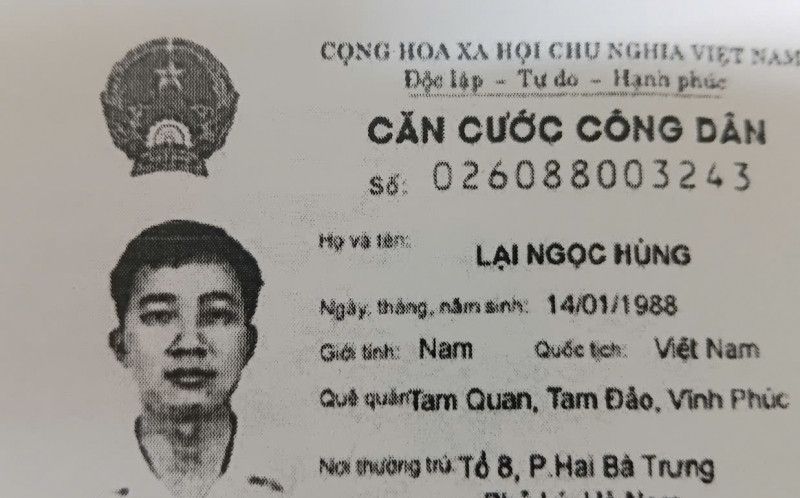 CỘNG HOA XA HỘI CHU NGHIA VIỆT NAM
Độc lập - Tự do - Hạnh phúc
CĂN CƯỚC CÔNG DÂN
Số: 026088003243
Họ và tên: LẠI NGỌC HÙNG
Ngày, tháng, năm sinh: 14/01/1988
Giới tính: Nam Quốc tịch: Việt Nam
Quê quán Tam Quan, Tam Đảo, Vĩnh Phúc
Nơi thường trú: Tổ 8, P.Hai Bà Trưng